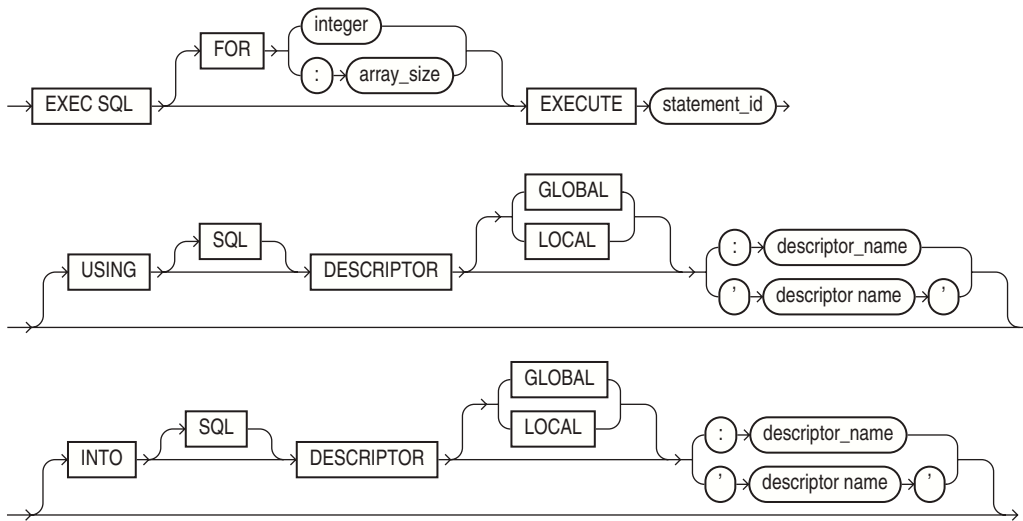 integer
FOR
: array_size
EXEC SQL EXECUTE statement_id
GLOBAL
SQL LOCAL : descriptor_name
USING DESCRIPTOR ' descriptor name '
GLOBAL
SQL LOCAL : descriptor_name
INTO DESCRIPTOR ' descriptor name '